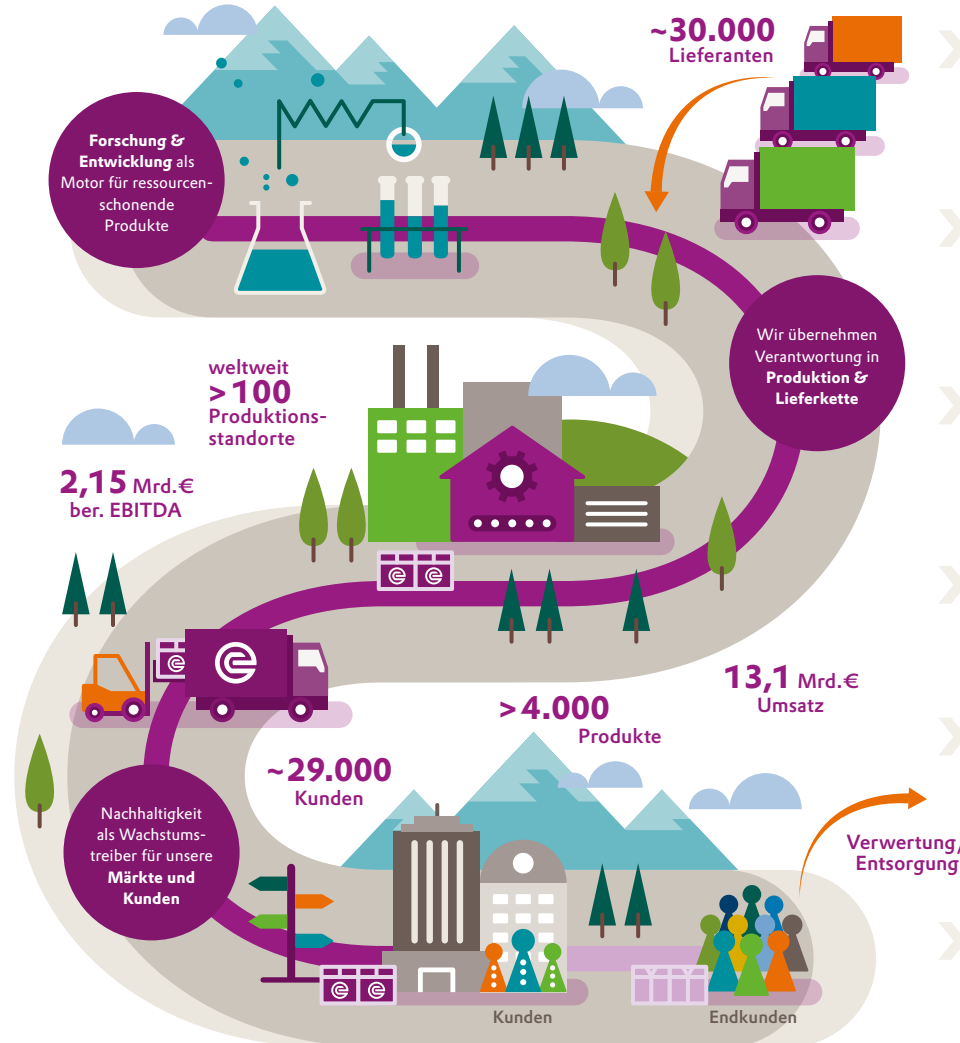 ~30.000
Lieferanten
Forschung &
Entwicklung als
Motor für ressourcen-
schonende
Produkte
Wir übernehmen
Verantwortung in
Produktion &
Lieferkette
weltweit
>100
Produktions-
standorte
2,15 Mrd.€
ber. EBITDA
13,1 Mrd.€
Umsatz
>4.000
Produkte
~29.000
Kunden
Nachhaltigkeit
als Wachstums-
treiber für unsere
Märkte und
Kunden
Verwertung/
Entsorgung
Kunden
Endkunden